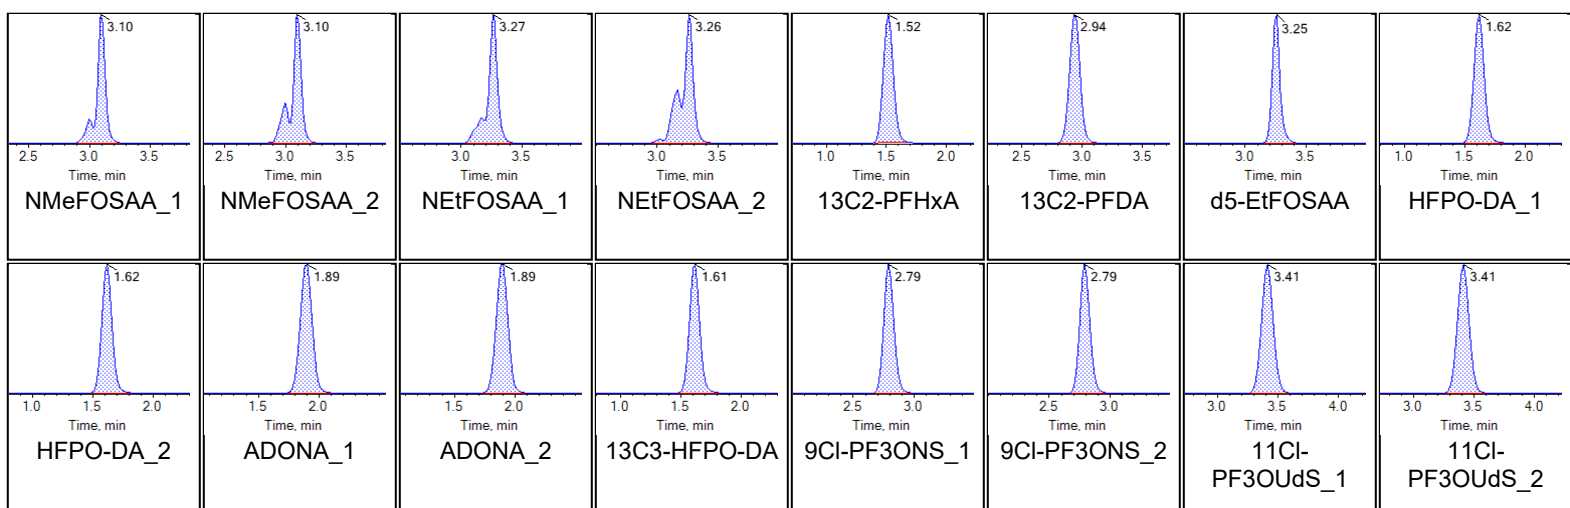 3.10 3.10 3.27 3.26 1.52 2.94 3.25 1.62
2.5 3.0 3.5 2.5 3.0 3.5 3.0 3.5 3.0 3.5 1.0 1.5 2.0 2.5 3.0 3.5 3.0 3.5 1.0 1.5 2.0
Time, min Time, min Time, min Time, min Time, min Time, min Time, min Time, min
NMeFOSAA_1 NMeFOSAA_2 NEtFOSAA_1 NEtFOSAA_2 13C2-PFHxA 13C2-PFDA d5-EtFOSAA HFPO-DA_1
1.62 1.89 1.89 1.61 2.79 2.79 3.41 3.41
1.0 1.5 2.0 1.5 2.0 1.5 2.0 1.0 1.5 2.0 2.5 3.0 2.5 3.0 3.0 3.5 4.0 3.0 3.5 4.0
Time, min Time, min Time, min Time, min Time, min Time, min Time, min Time, min
HFPO-DA_2 ADONA_1 ADONA_2 13C3-HFPO-DA 9Cl-PF3ONS_1 9Cl-PF3ONS_2 11Cl- 11Cl-
PF3OUdS_1 PF3OUdS_2